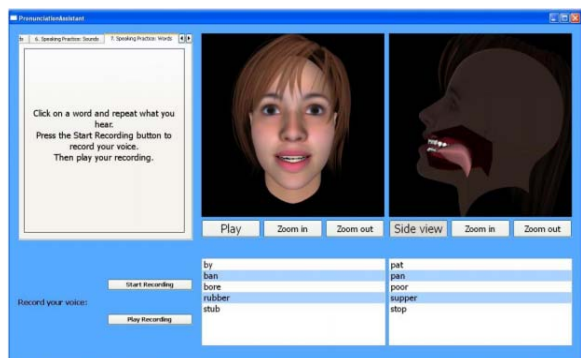 PronunciationAssistant
6. Speaking Practice: Sounds
7. Speaking Practice: Words
Click on a word and repeat what you
hear.
Press the Start Recording button to
record your voice.
Then play your recording.
Play
Zoom in
Zoom out
Side view
Zoom in
Zoom out
Record your voice:
Start Recording
Play Recording
by
ban
bore
rubber
stub
pat
pan
poor
supper
stop